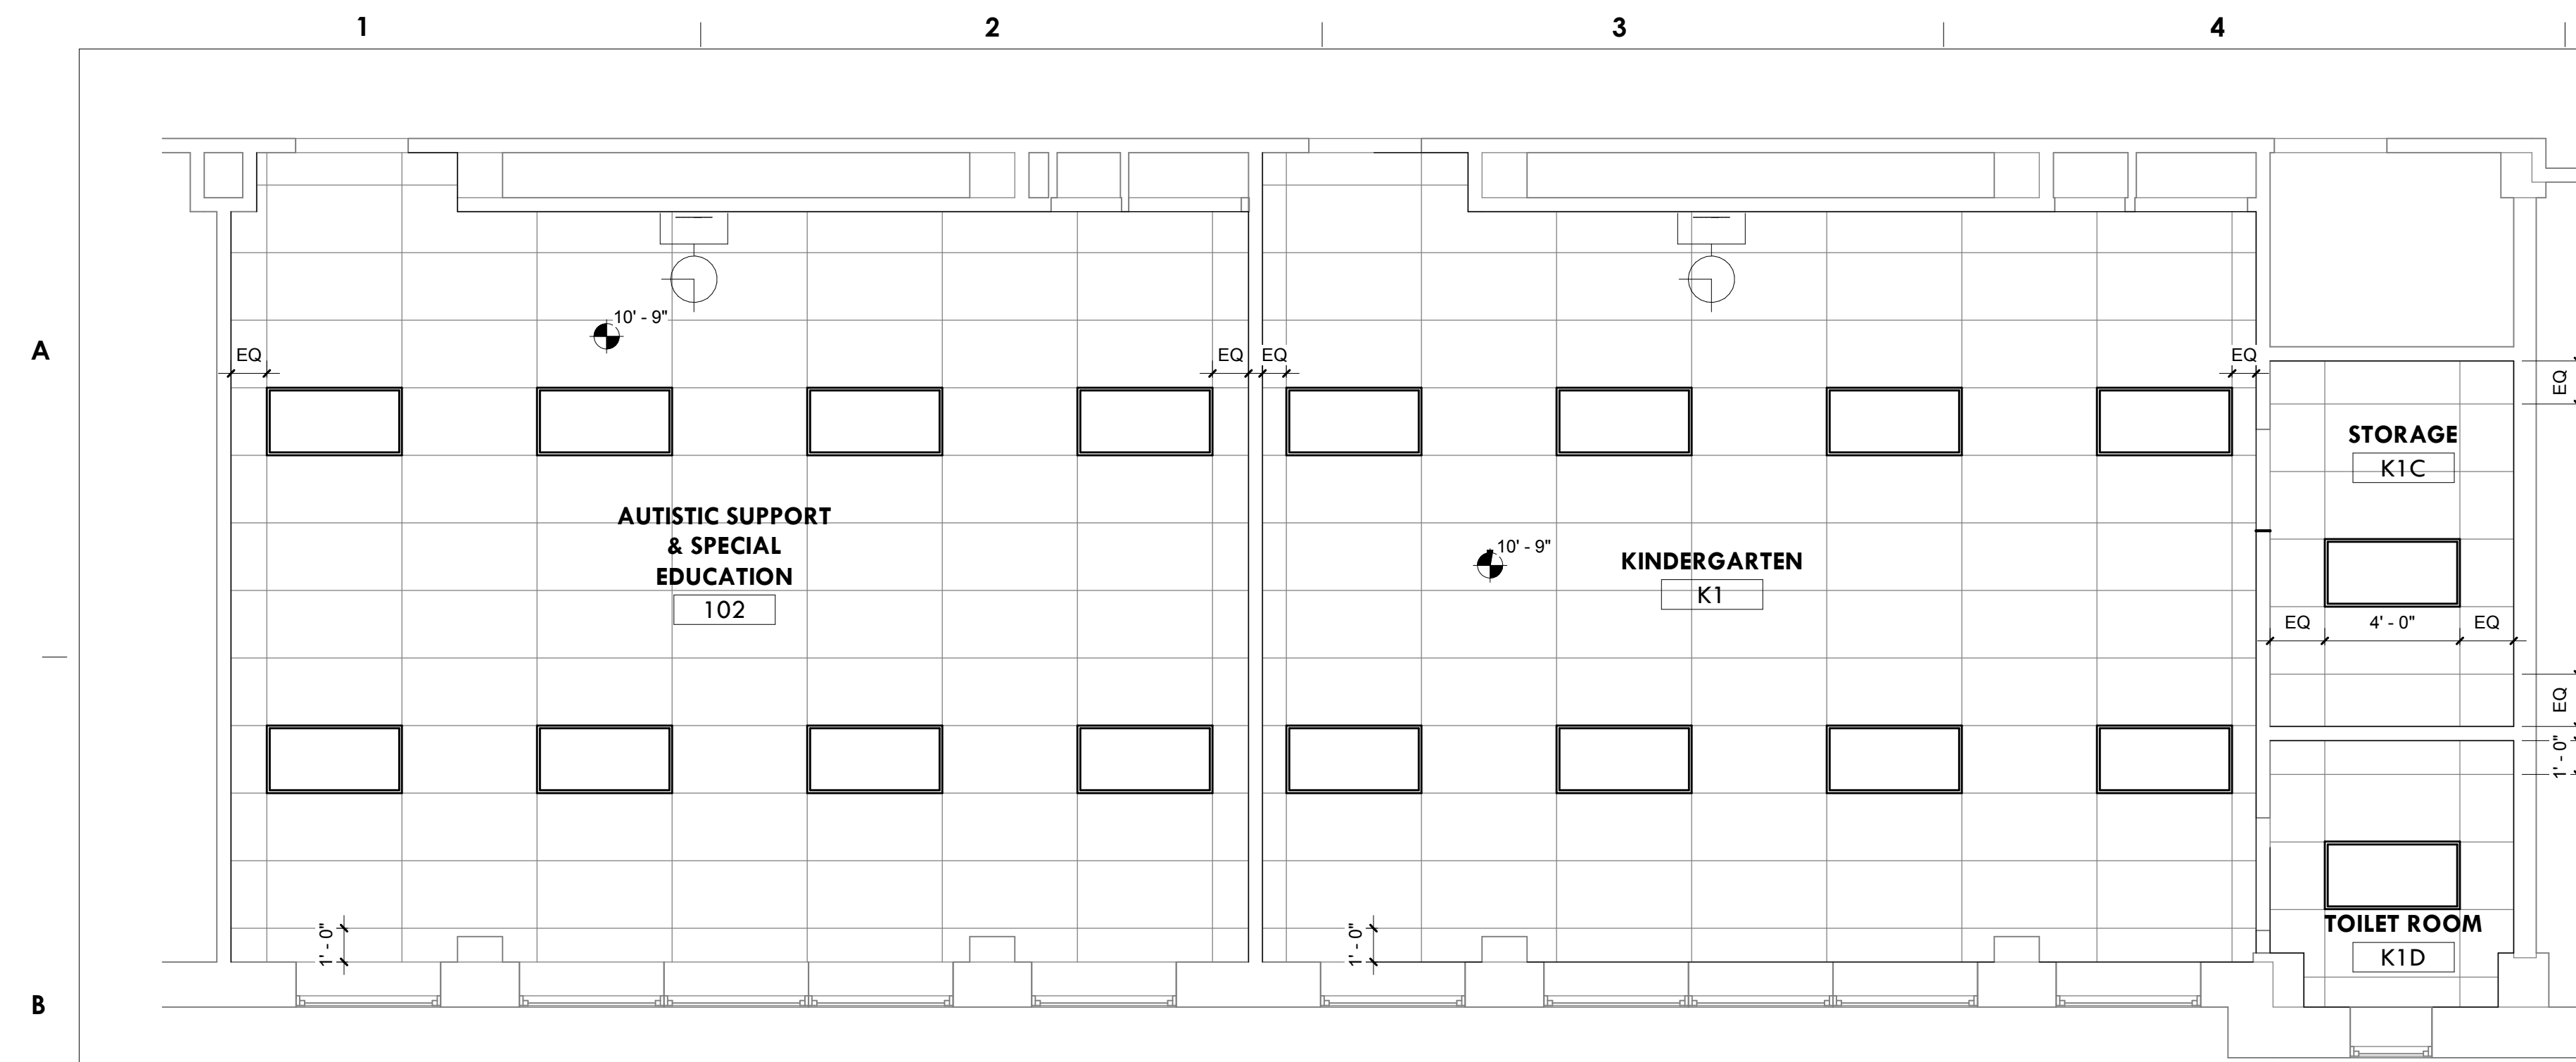 1
2
3
4
A
10' - 9"
EQ
EQ
EQ
EQ
EQ
STORAGE
K1C
AUTISTIC SUPPORT
& SPECIAL
EDUCATION
102
10' - 9"
KINDERGARTEN
K1
EQ
4' - 0"
EQ
EQ
1' - 0"
1' - 0"
1' - 0"
TOILET ROOM
K1D
B